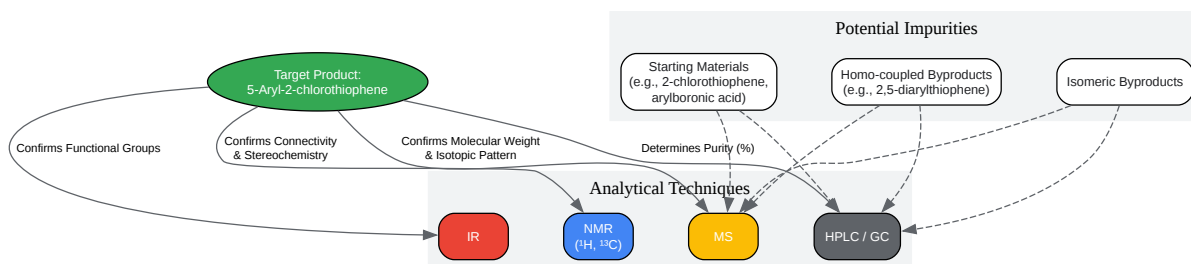 Potential Impurities
Target Product:
5-Aryl-2-chlorothiophene
Starting Materials
(e.g., 2-chlorothiophene,
arylboronic acid)
Homo-coupled Byproducts
(e.g., 2,5-diarylthiophene)
Isomeric Byproducts
Confirms Functional Groups
Confirms Connectivity
& Stereochemistry
Confirms Molecular Weight
& Isotopic Pattern
Determines Purity (%)
Analytical Techniques
IR
NMR
(¹H, ¹³C)
MS
HPLC / GC